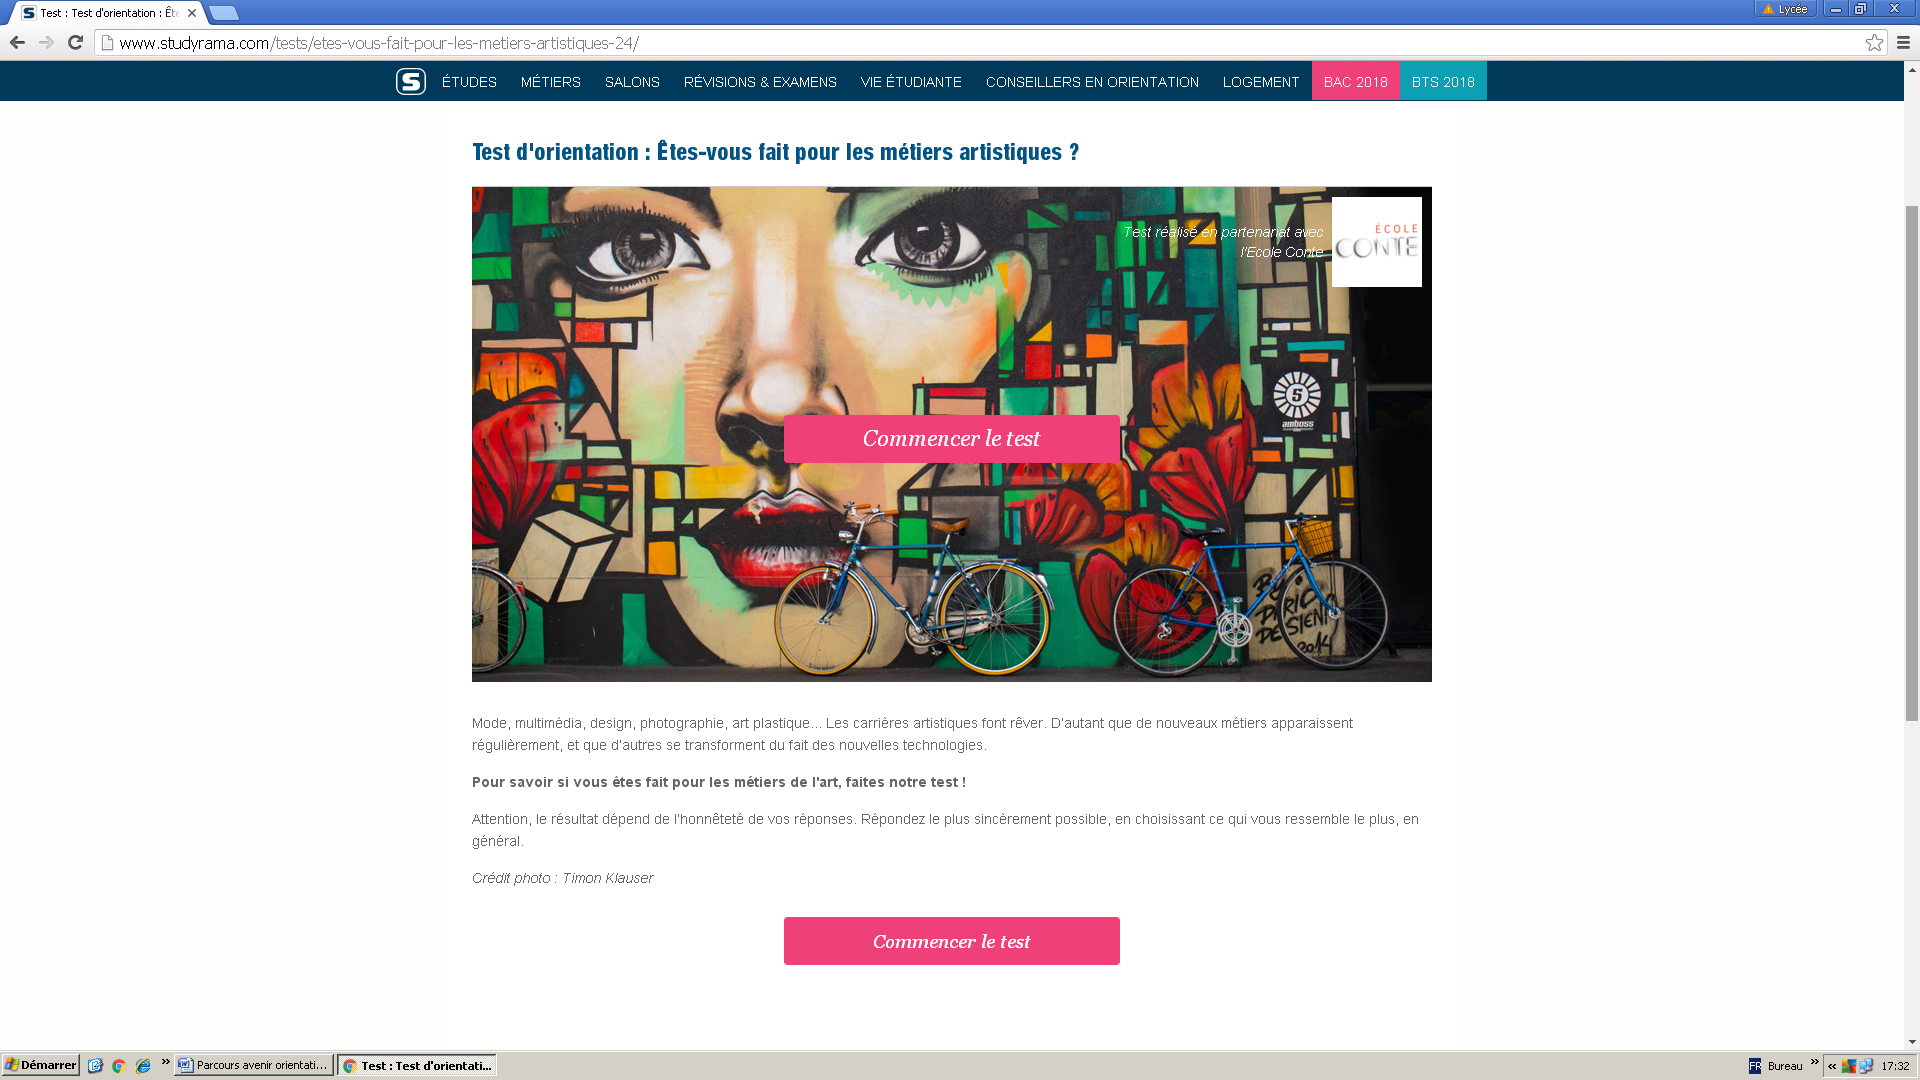 Test : Test d'orientation : Ête
Lycée
www.studyrama.com/tests/etes-vous-fait-pour-les-metiers-artistiques-24/
S ÉTUDES MÉTIERS SALONS RÉVISIONS & EXAMENS VIE ÉTUDIANTE CONSEILLERS EN ORIENTATION LOGEMENT BAC 2018 BTS 2018
Test d'orientation : Êtes-vous fait pour les métiers artistiques ?
Test réalisé en partenariat avec
l'Ecole Conte
ÉCOLE
CONTE
5
amboss
Commencer le test
2014
Mode, multimédia, design, photographie, art plastique... Les carrières artistiques font rêver. D'autant que de nouveaux métiers apparaissent
régulièrement, et que d'autres se transforment du fait des nouvelles technologies.
Pour savoir si vous êtes fait pour les métiers de l'art, faites notre test !
Attention, le résultat dépend de l'honnêteté de vos réponses. Répondez le plus sincèrement possible, en choisissant ce qui vous ressemble le plus, en
général.
Crédit photo : Timon Klauser
Commencer le test
Démarrer
Parcours avenir orientati...
Test : Test d'orientati...
FR Bureau
17:32